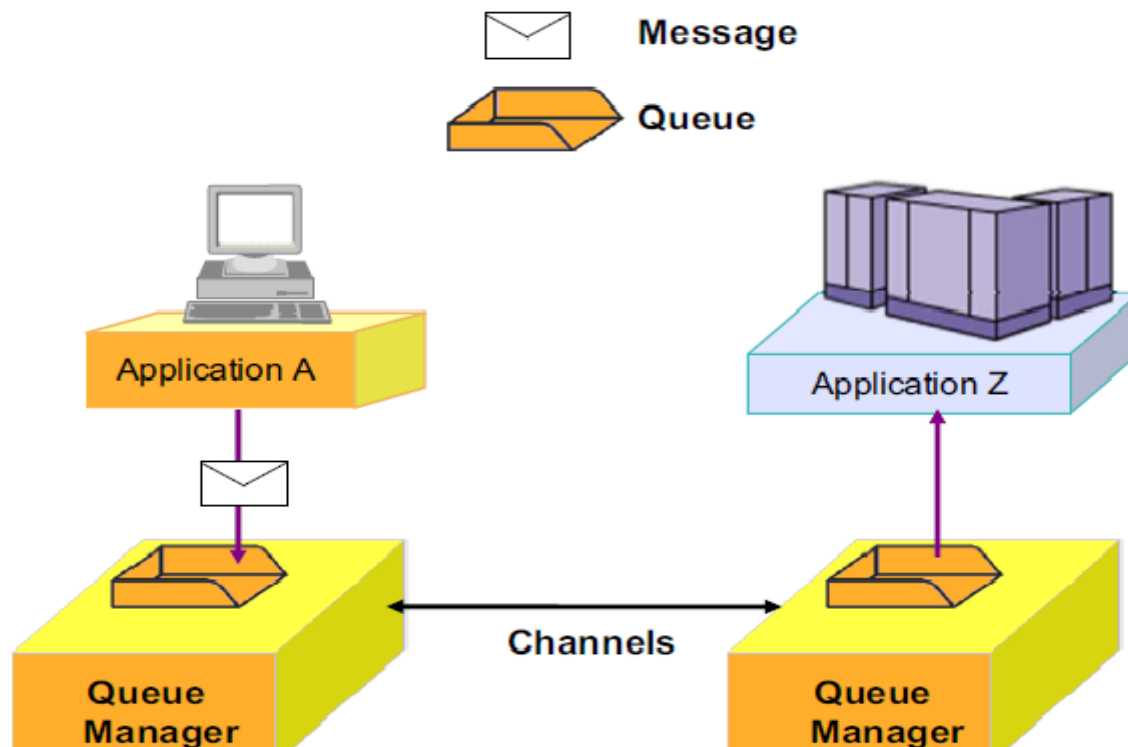 Message
Queue
Application A
Application Z
Channels
Queue
Manager
Queue
Manager